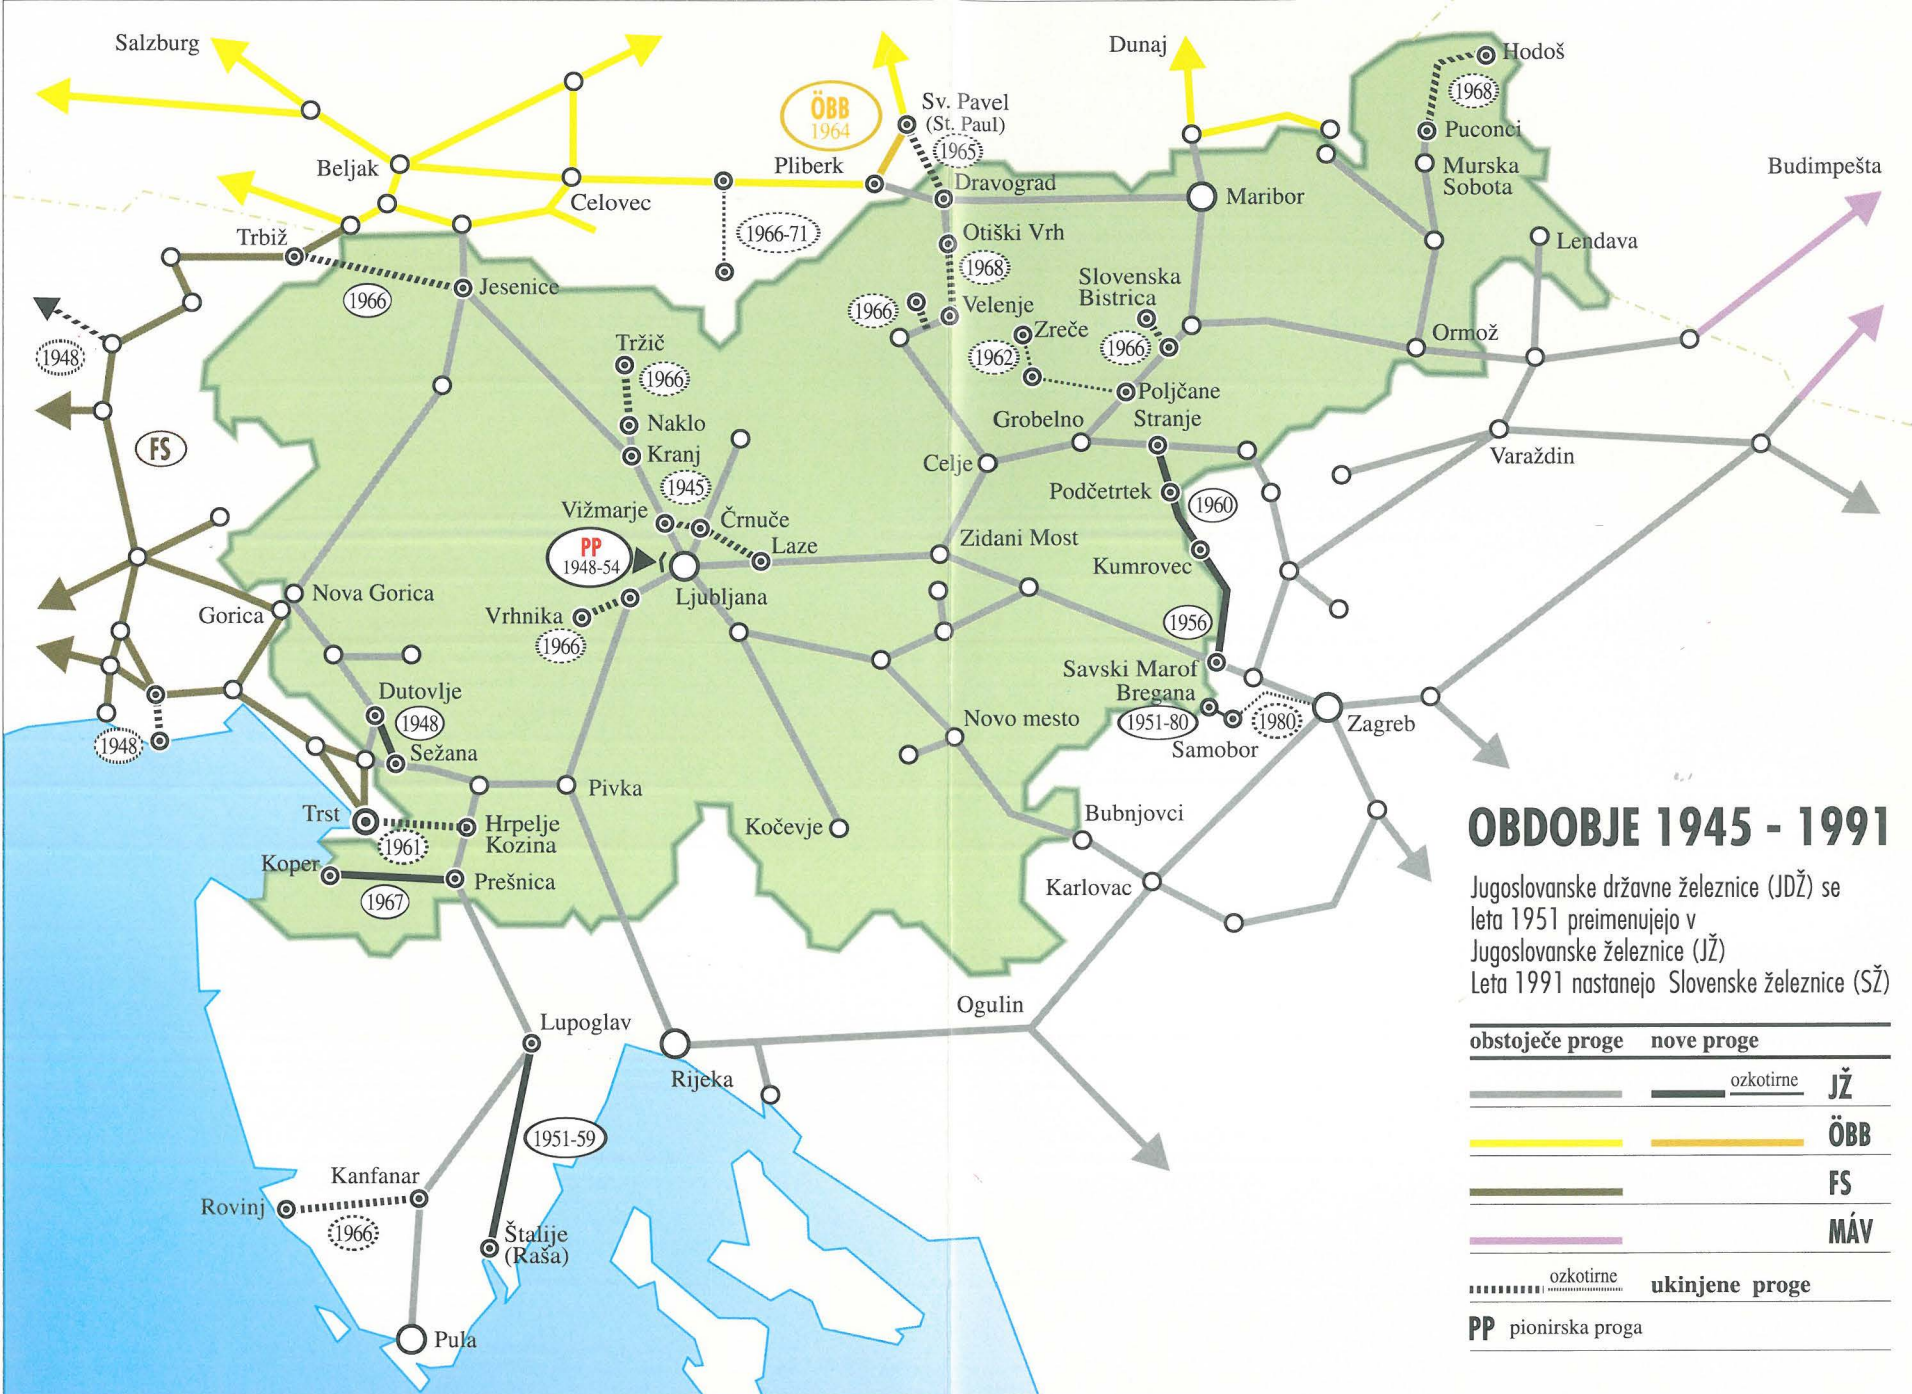 Salzburg
Dunaj
Hodoš
1968
ÖBB
1964
Sv. Pavel
(St. Paul)
1965
Puconci
Murska
Sobota
Budimpešta
Beljak
Pliberk
Dravograd
Celovec
Maribor
Trbiž
1966-71
Otiški Vrh
1968
Lendava
Slovenska
Bistrica
1966
Jesenice
1966
Velenje
Zreče
1962
1966
Ormož
1948
Tržič
1966
Poljčane
Naklo
Grobelno
Stranje
FS
Kranj
Celje
Varaždin
1945
Podčetrtek
1960
Vižmarje
Črnuče
PP
1948-54
Laze
Zidani Most
Kumrovec
Nova Gorica
Ljubljana
Gorica
Vrhnika
1966
1956
Savski Marof
Bregana
1951-80
1980
Samobor
Zagreb
Dutovlje
1948
Novo mesto
1948
Sežana
Pivka
Trst
1961
Hrpelje
Kozina
Kočevje
Bubnjovci
Koper
1967
Prešnica
Karlovac
Ogulin
Lupoglav
Rijeka
1951-59
Kanfanar
Rovinj
1966
Štalije
(Raša)
Pula
OBDOBJE 1945 - 1991
Jugoslovanske državne železnice (JDŽ) se
leta 1951 preimenujejo v
Jugoslovanske železnice (JŽ)
Leta 1991 nastanejo Slovenske železnice (SŽ)
obstoječe proge nove proge
ozkotirne JŽ
ÖBB
FS
MÁV
ozkotirne ukinjene proge
PP pionirska proga